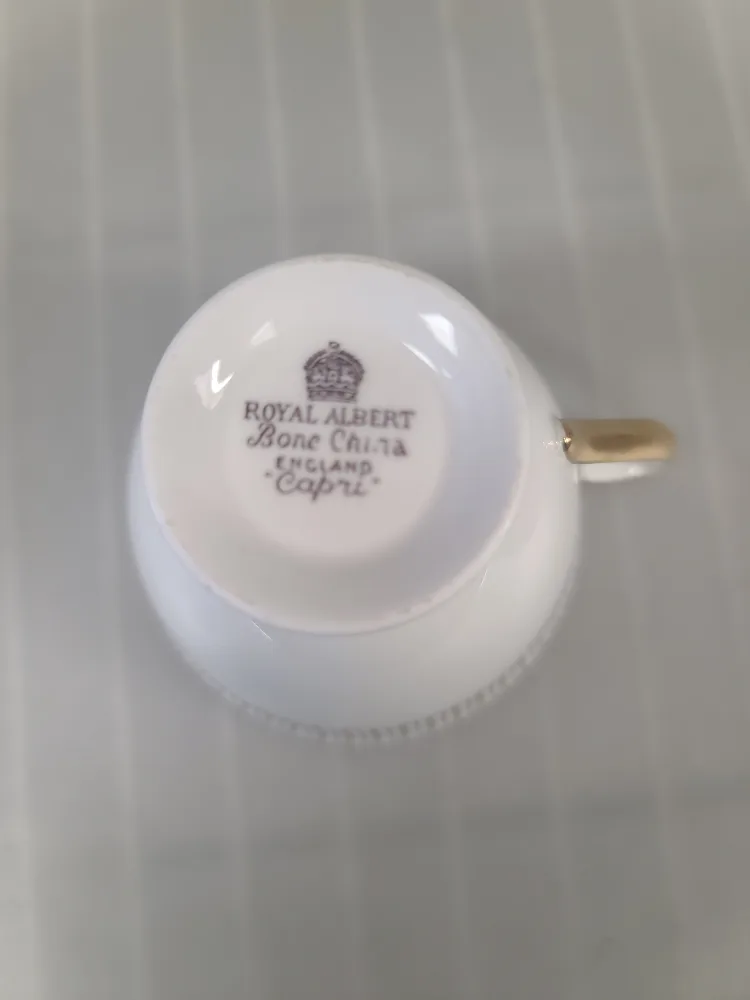 ROYAL ALBERT
Bone China
ENGLAND
"Capri"